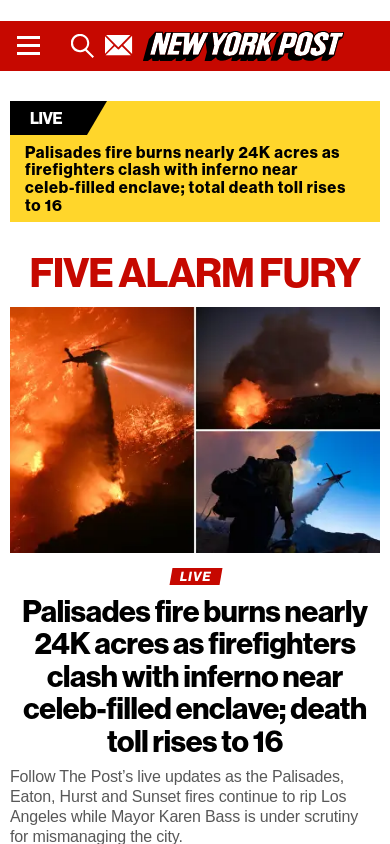 NEW YORK POST
LIVE
Palisades fire burns nearly 24K acres as
firefighters clash with inferno near
celeb-filled enclave; total death toll rises
to 16
FIVE ALARM FURY
LIVE
Palisades fire burns nearly
24K acres as firefighters
clash with inferno near
celeb-filled enclave; death
toll rises to 16
Follow The Post’s live updates as the Palisades,
Eaton, Hurst and Sunset fires continue to rip Los
Angeles while Mayor Karen Bass is under scrutiny
for mismanaging the city.